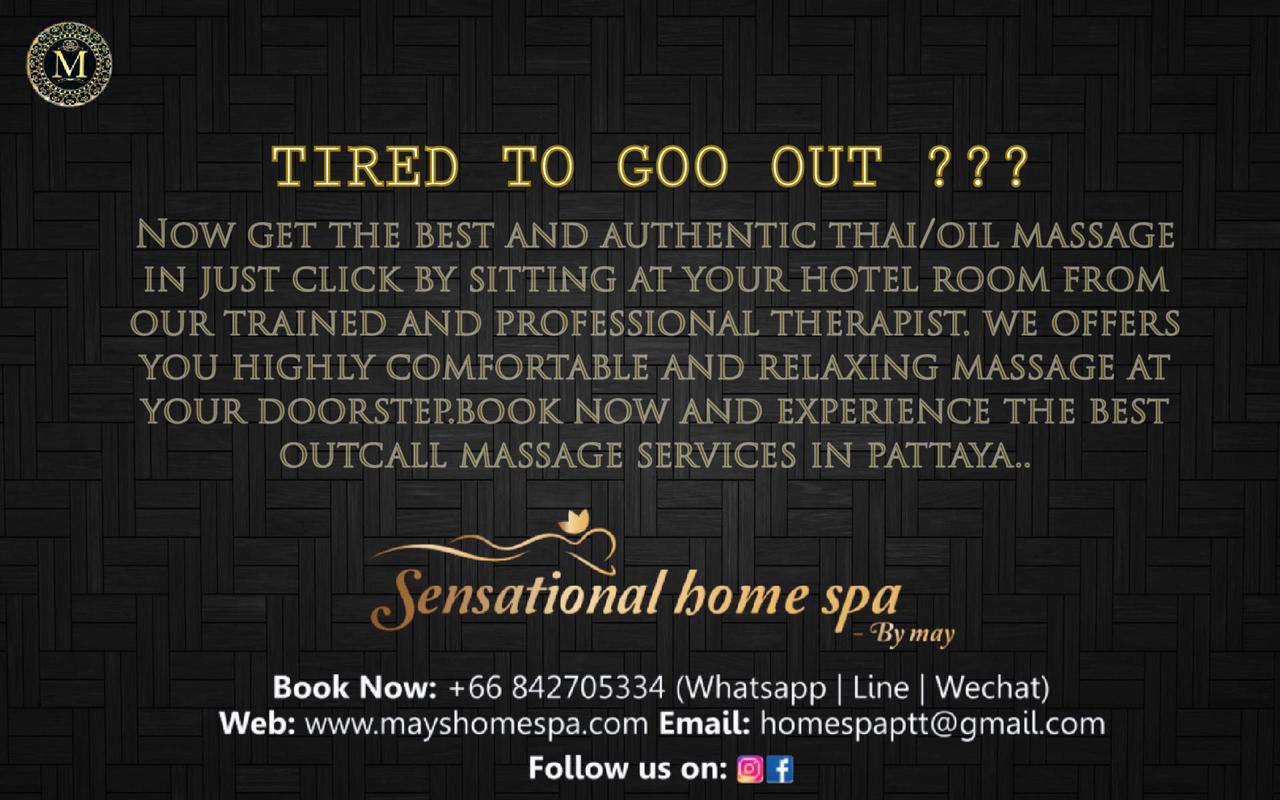 M
TIRED TO GOO OUT ???
NOW GET THE BEST AND AUTHENTIC THAI/OIL MASSAGE
IN JUST CLICK BY SITTING AT YOUR HOTEL ROOM FROM
OUR TRAINED AND PROFESSIONAL THERAPIST. WE OFFERS
YOU HIGHLY COMFORTABLE AND RELAXING MASSAGE AT
YOUR DOORSTEP.BOOK NOW AND EXPERIENCE THE BEST
OUTCALL MASSAGE SERVICES IN PATTAYA..
Sensational home spa
- By may
Book Now: +66 842705334 (Whatsapp | Line | Wechat)
Web: www.mayshomespa.com Email: homespaptt@gmail.com
Follow us on: